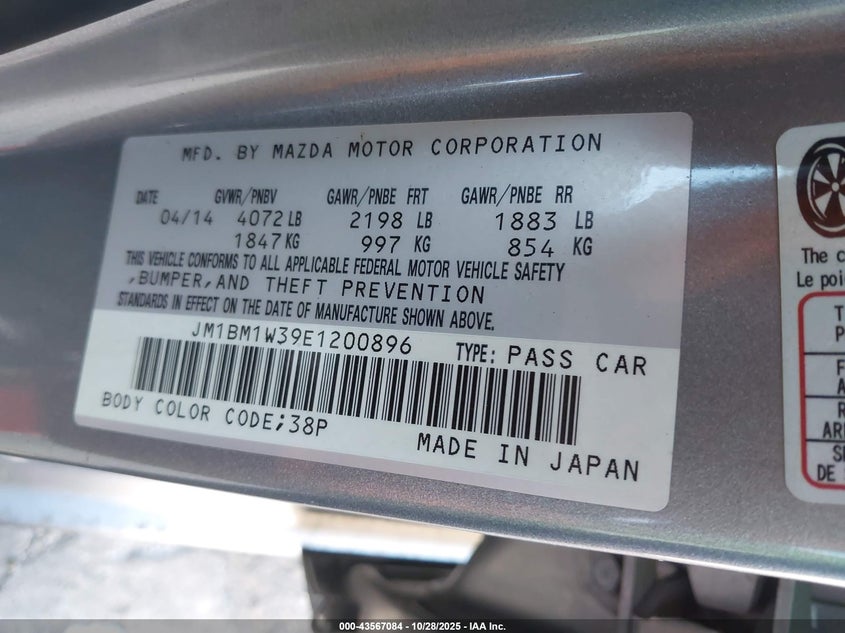 MFD. BY MAZDA MOTOR CORPORATION
DATE GVWR/PNBV GAWR/PNBE FRT GAWR/PNBE RR
04/14 4072 LB 2198 LB 1883 LB
1847 KG 997 KG 854 KG
THIS VEHICLE CONFORMS TO ALL APPLICABLE FEDERAL MOTOR VEHICLE SAFETY
,BUMPER,AND THEFT PREVENTION
STANDARDS IN EFFECT ON THE DATE OF MANUFACTURE SHOWN ABOVE.
JM1BM1W39E1200896 TYPE: PASS CAR
BODY COLOR CODE;38P
MADE IN JAPAN
The
Le
DE
000-43567084 - 10/28/2025 - IAA Inc.